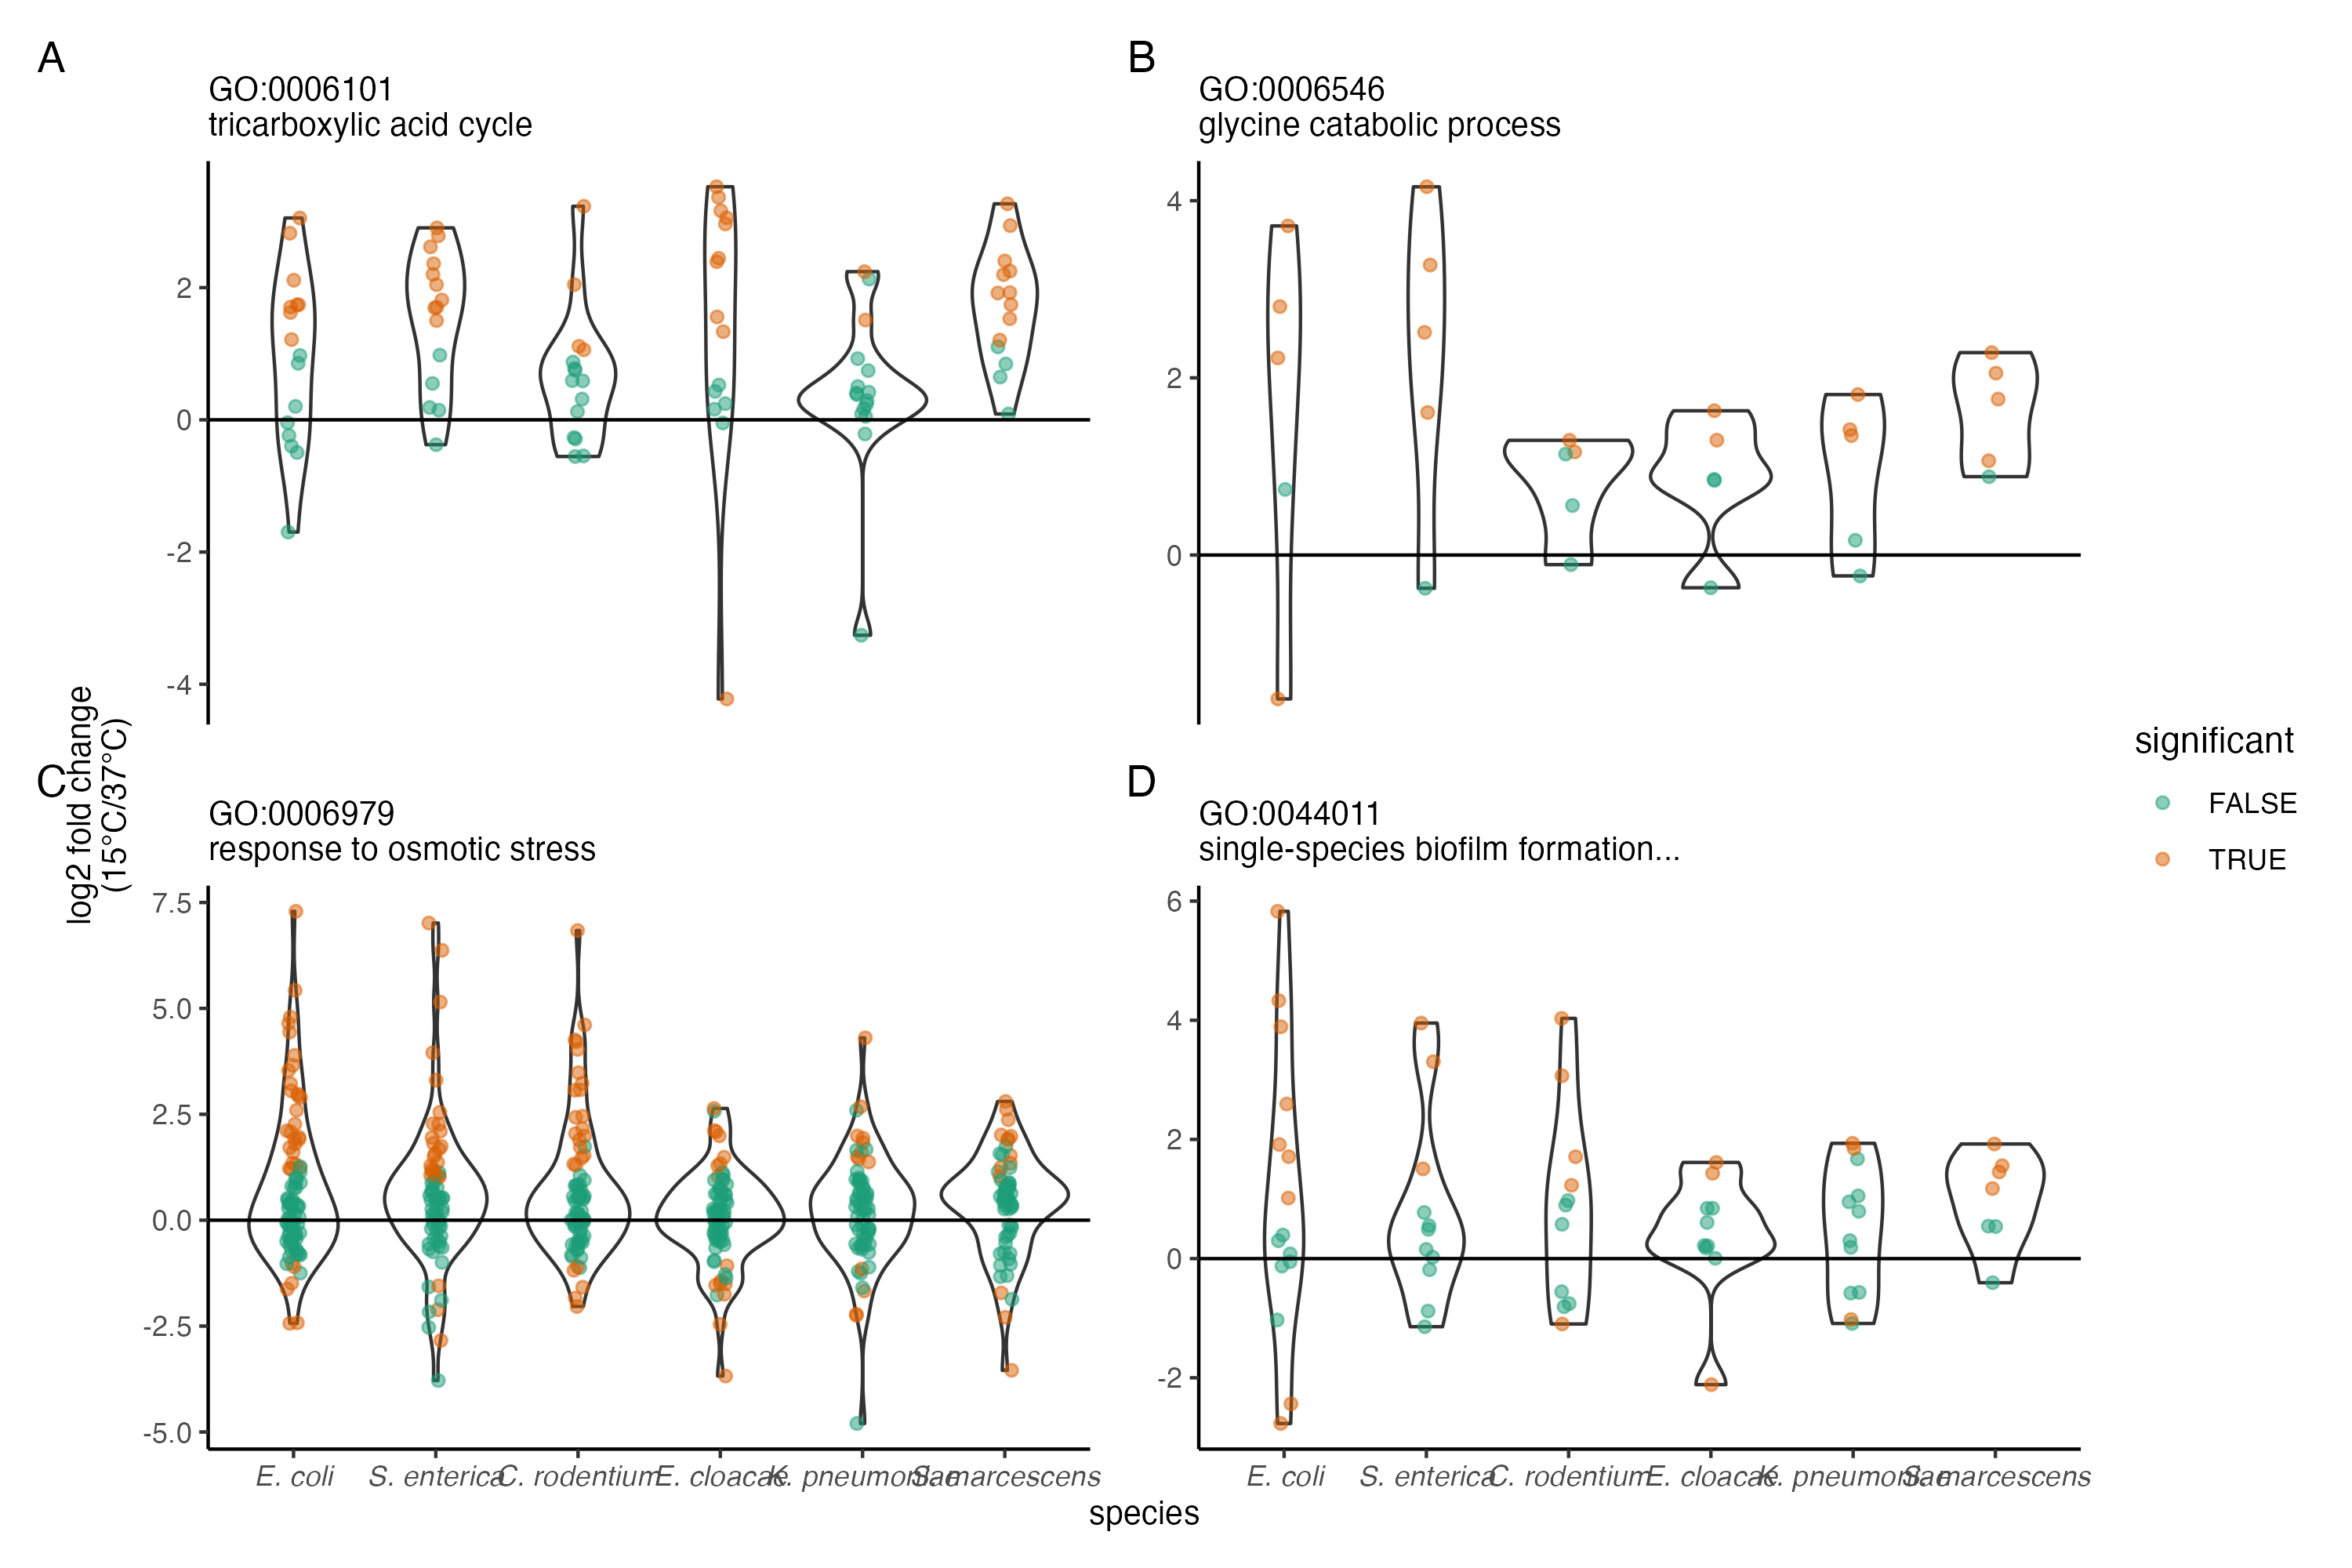 A
GO:0006101
tricarboxylic acid cycle
2
0
-2
-4
B
GO:0006546
glycine catabolic process
4
2
0
log2 fold change
(15°C/37°C)
C
GO:0006979
response to osmotic stress
7.5
5.0
2.5
0.0
-2.5
-5.0
E. coli
S. enterica
C. rodentium
E. cloacae
K. pneumoniae
S. marcescens
D
GO:0044011
single-species biofilm formation...
6
4
2
0
-2
E. coli
S. enterica
C. rodentium
E. cloacae
K. pneumoniae
S. marcescens
species
significant
FALSE
TRUE